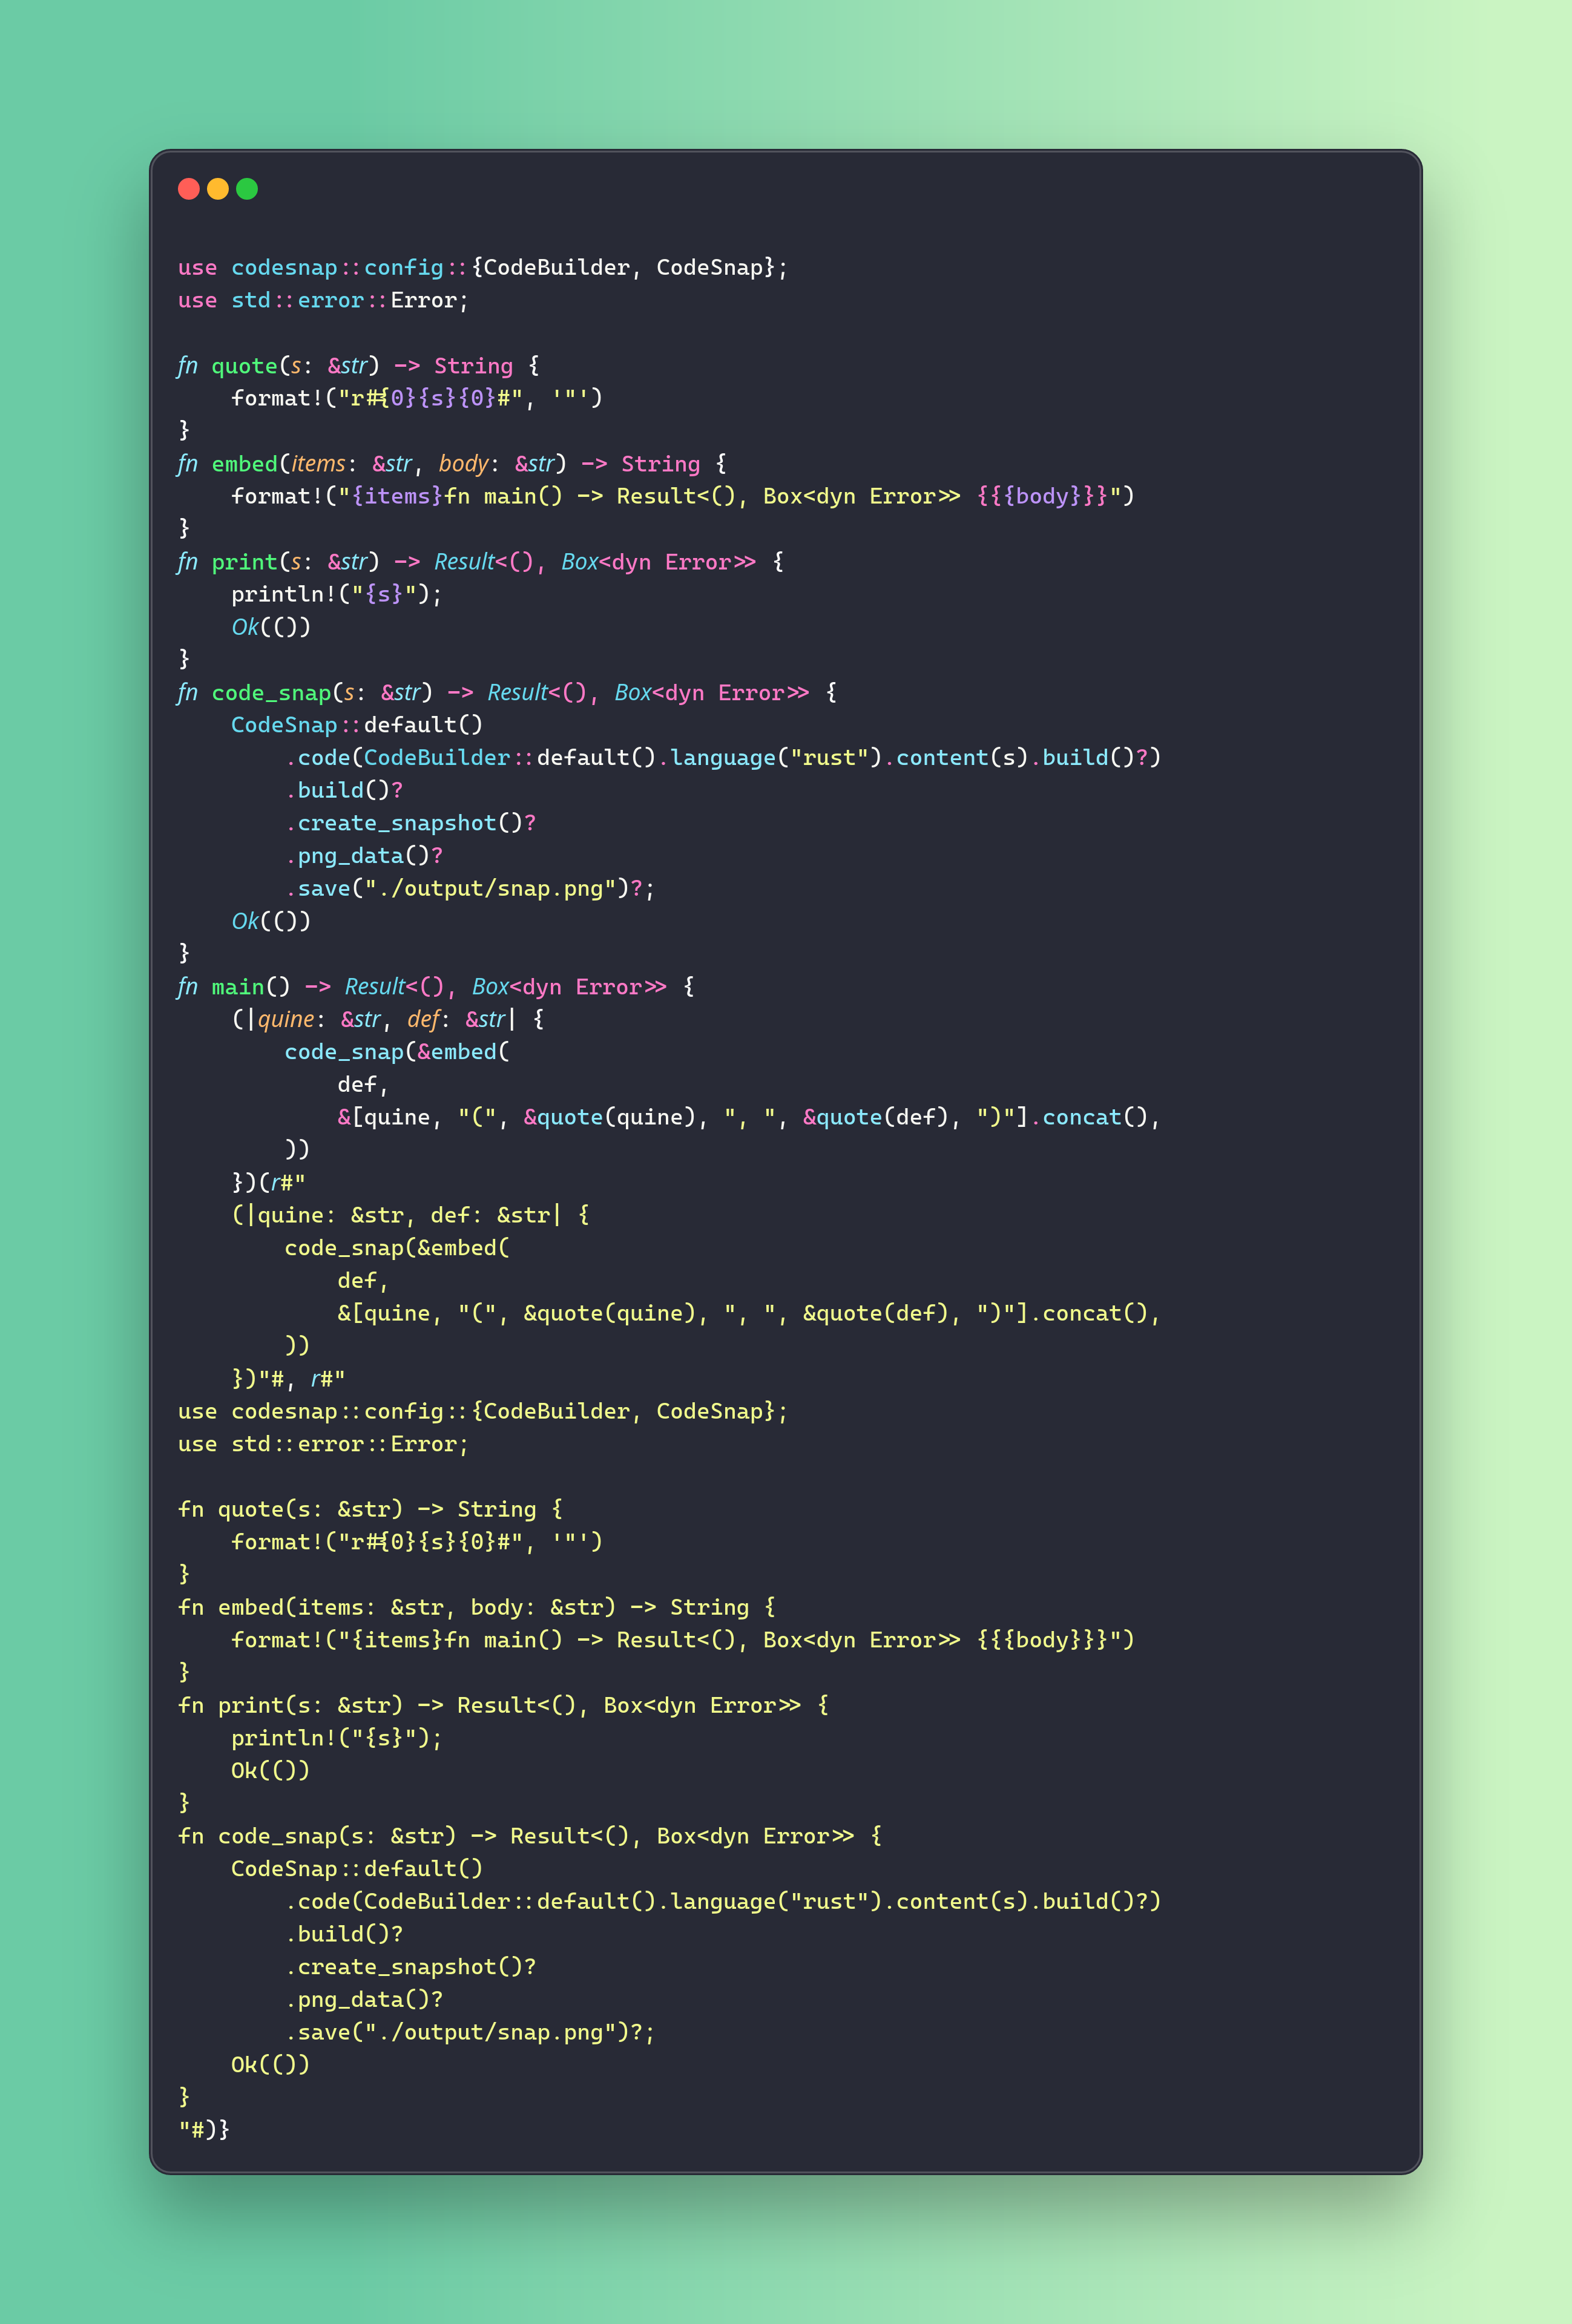 use codesnap::config::{CodeBuilder, CodeSnap};
use std::error::Error;

fn quote(s: &str) -> String {
    format!("r#{0}{s}{0}#", '"')
}
fn embed(items: &str, body: &str) -> String {
    format!("{items}fn main() -> Result<(), Box<dyn Error>> {{{body}}}")
}
fn print(s: &str) -> Result<(), Box<dyn Error>> {
    println!("{s}");
    Ok(())
}
fn code_snap(s: &str) -> Result<(), Box<dyn Error>> {
    CodeSnap::default()
        .code(CodeBuilder::default().language("rust").content(s).build()?)
        .build()?
        .create_snapshot()?
        .png_data()?
        .save("./output/snap.png")?;
    Ok(())
}
fn main() -> Result<(), Box<dyn Error>> {
    (|quine: &str, def: &str| {
        code_snap(&embed(
            def,
            &[quine, "(", &quote(quine), ", ", &quote(def), ")"].concat(),
        ))
    })(r#"
    (|quine: &str, def: &str| {
        code_snap(&embed(
            def,
            &[quine, "(", &quote(quine), ", ", &quote(def), ")"].concat(),
        ))
    })"#, r#"
use codesnap::config::{CodeBuilder, CodeSnap};
use std::error::Error;

fn quote(s: &str) -> String {
    format!("r#{0}{s}{0}#", '"')
}
fn embed(items: &str, body: &str) -> String {
    format!("{items}fn main() -> Result<(), Box<dyn Error>> {{{body}}}")
}
fn print(s: &str) -> Result<(), Box<dyn Error>> {
    println!("{s}");
    Ok(())
}
fn code_snap(s: &str) -> Result<(), Box<dyn Error>> {
    CodeSnap::default()
        .code(CodeBuilder::default().language("rust").content(s).build()?)
        .build()?
        .create_snapshot()?
        .png_data()?
        .save("./output/snap.png")?;
    Ok(())
}
"#)}